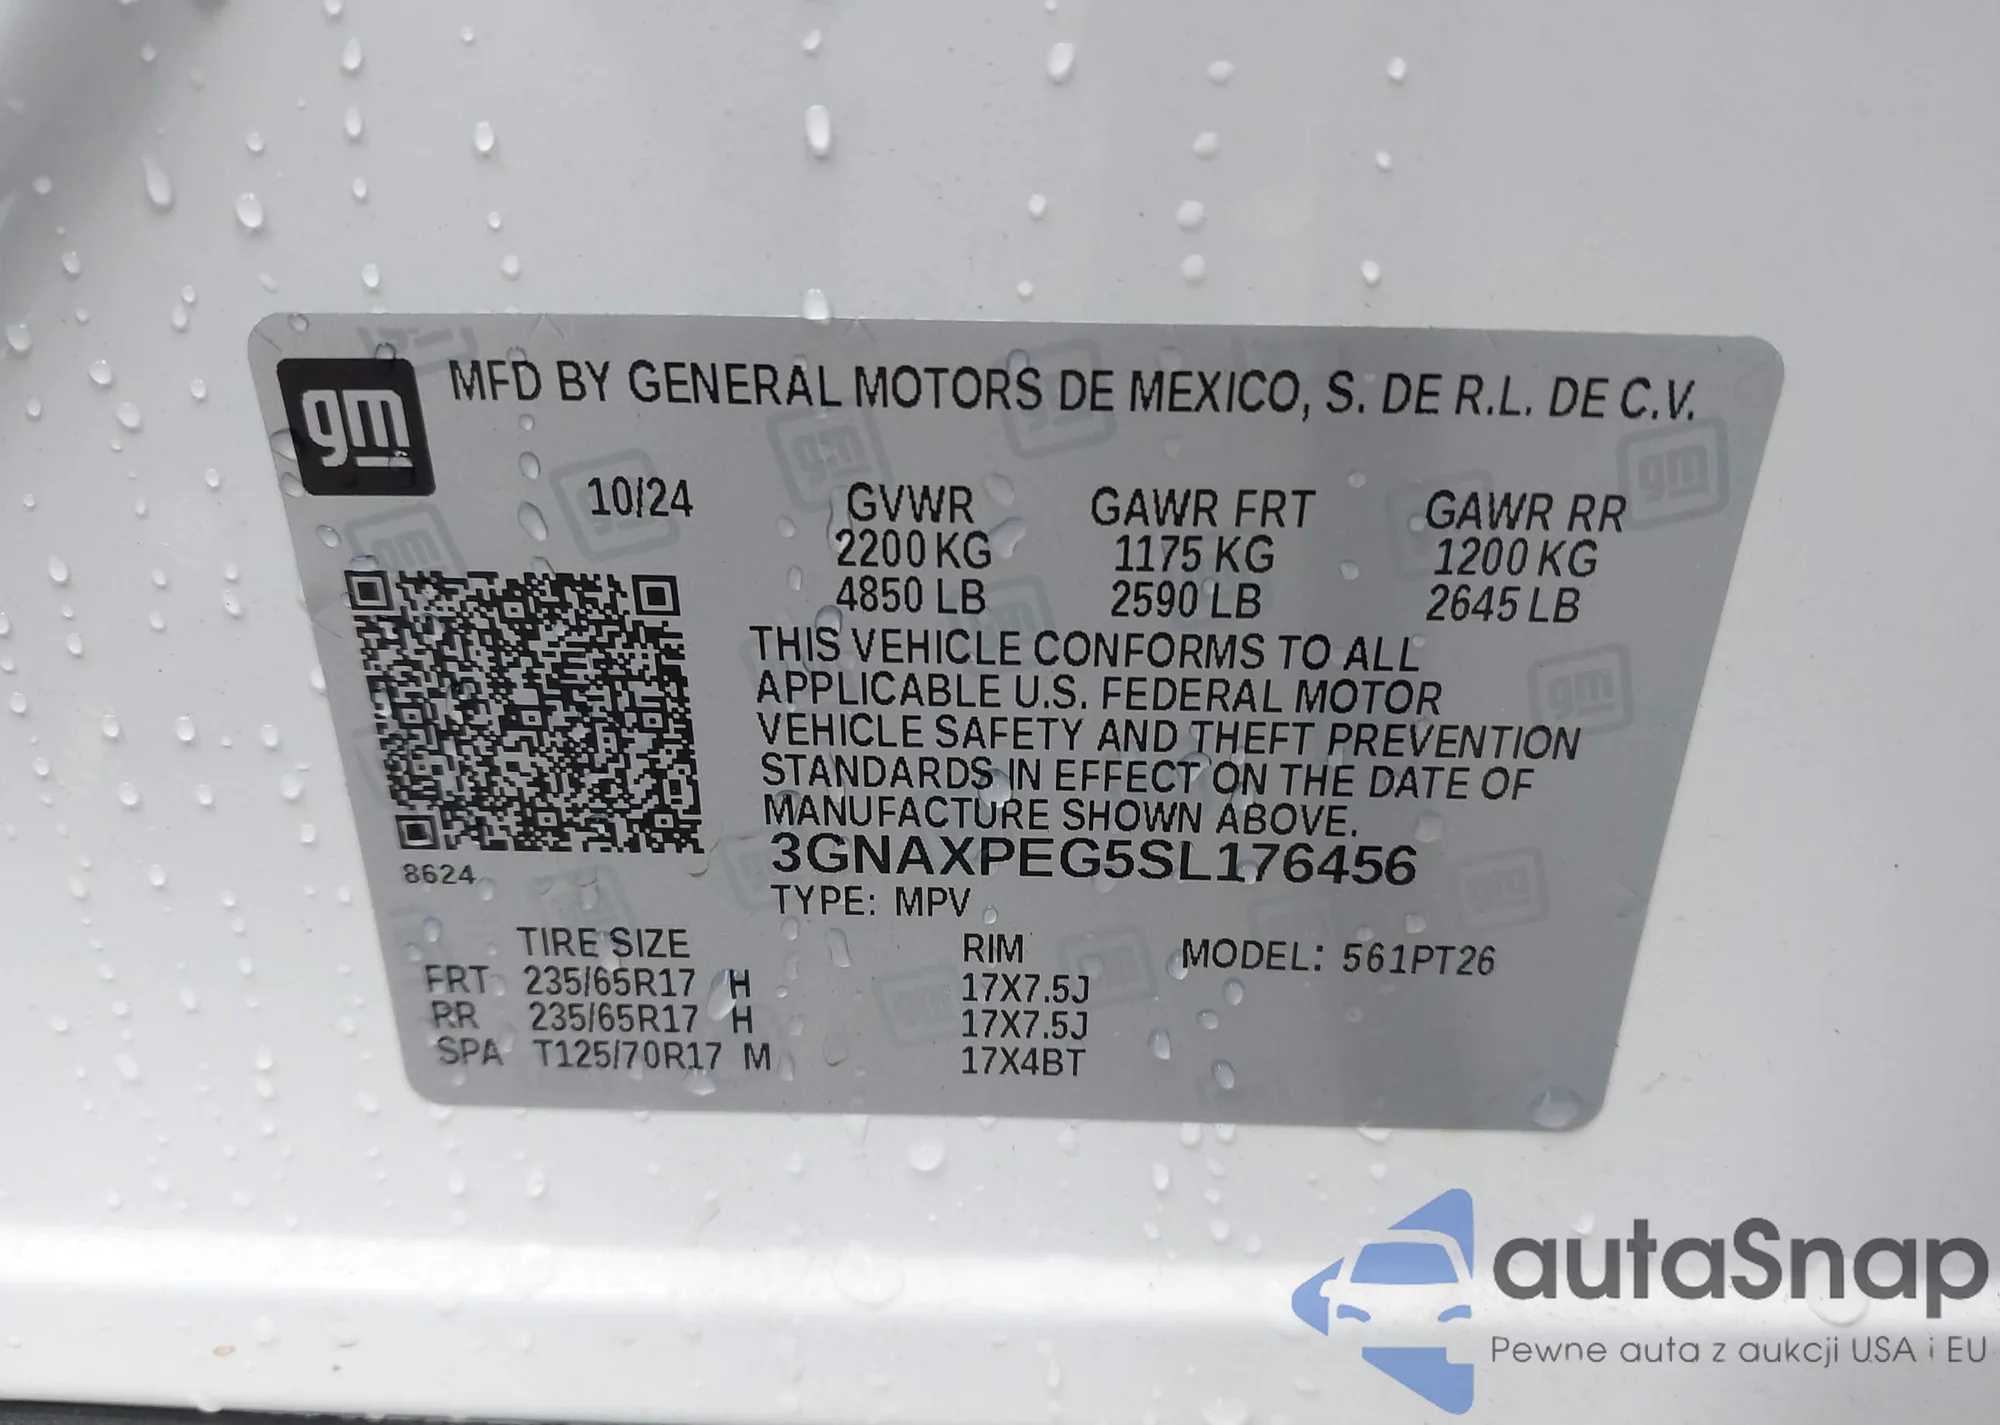 gm MFD BY GENERAL MOTORS DE MEXICO, S. DE R.L. DE C.V.
10/24 GVWR GAWR FRT GAWR RR
2200 KG 1175 KG 1200 KG
4850 LB 2590 LB 2645 LB
THIS VEHICLE CONFORMS TO ALL
APPLICABLE U.S. FEDERAL MOTOR
VEHICLE SAFETY AND THEFT PREVENTION
STANDARDS IN EFFECT ON THE DATE OF
MANUFACTURE SHOWN ABOVE.
3GNAXPEG5SL176456
8624
TYPE: MPV
TIRE SIZE RIM MODEL: 561PT26
FRT 235/65R17 H 17X7.5J
RR 235/65R17 H 17X7.5J
SPA T125/70R17 M 17X4BT
autaSnap
Pewne auta z aukcji USA i EU